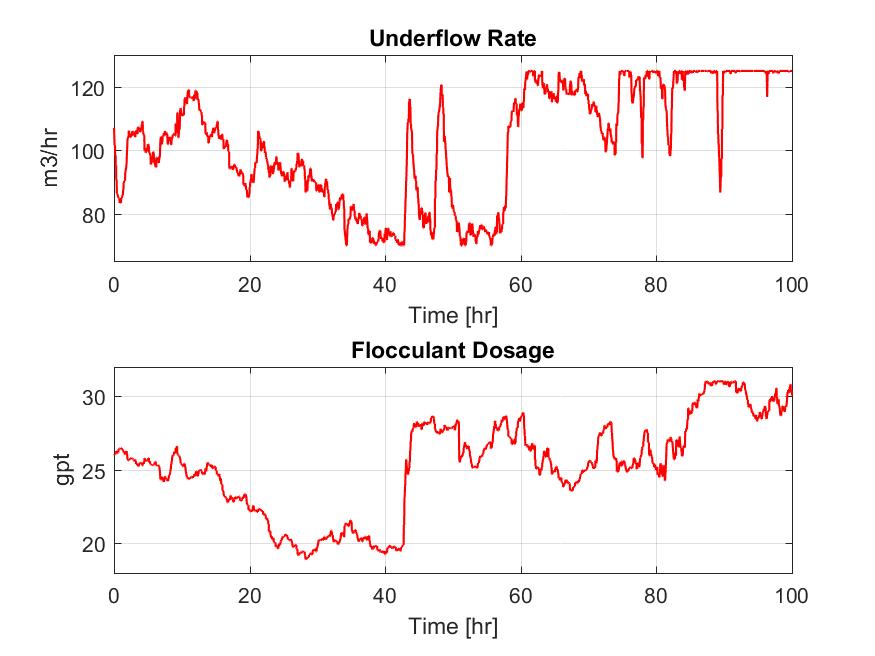 Underflow Rate
120
100
80
m3/hr
0 20 40 60 80 100
Time [hr]
Flocculant Dosage
30
25
20
gpt
0 20 40 60 80 100
Time [hr]